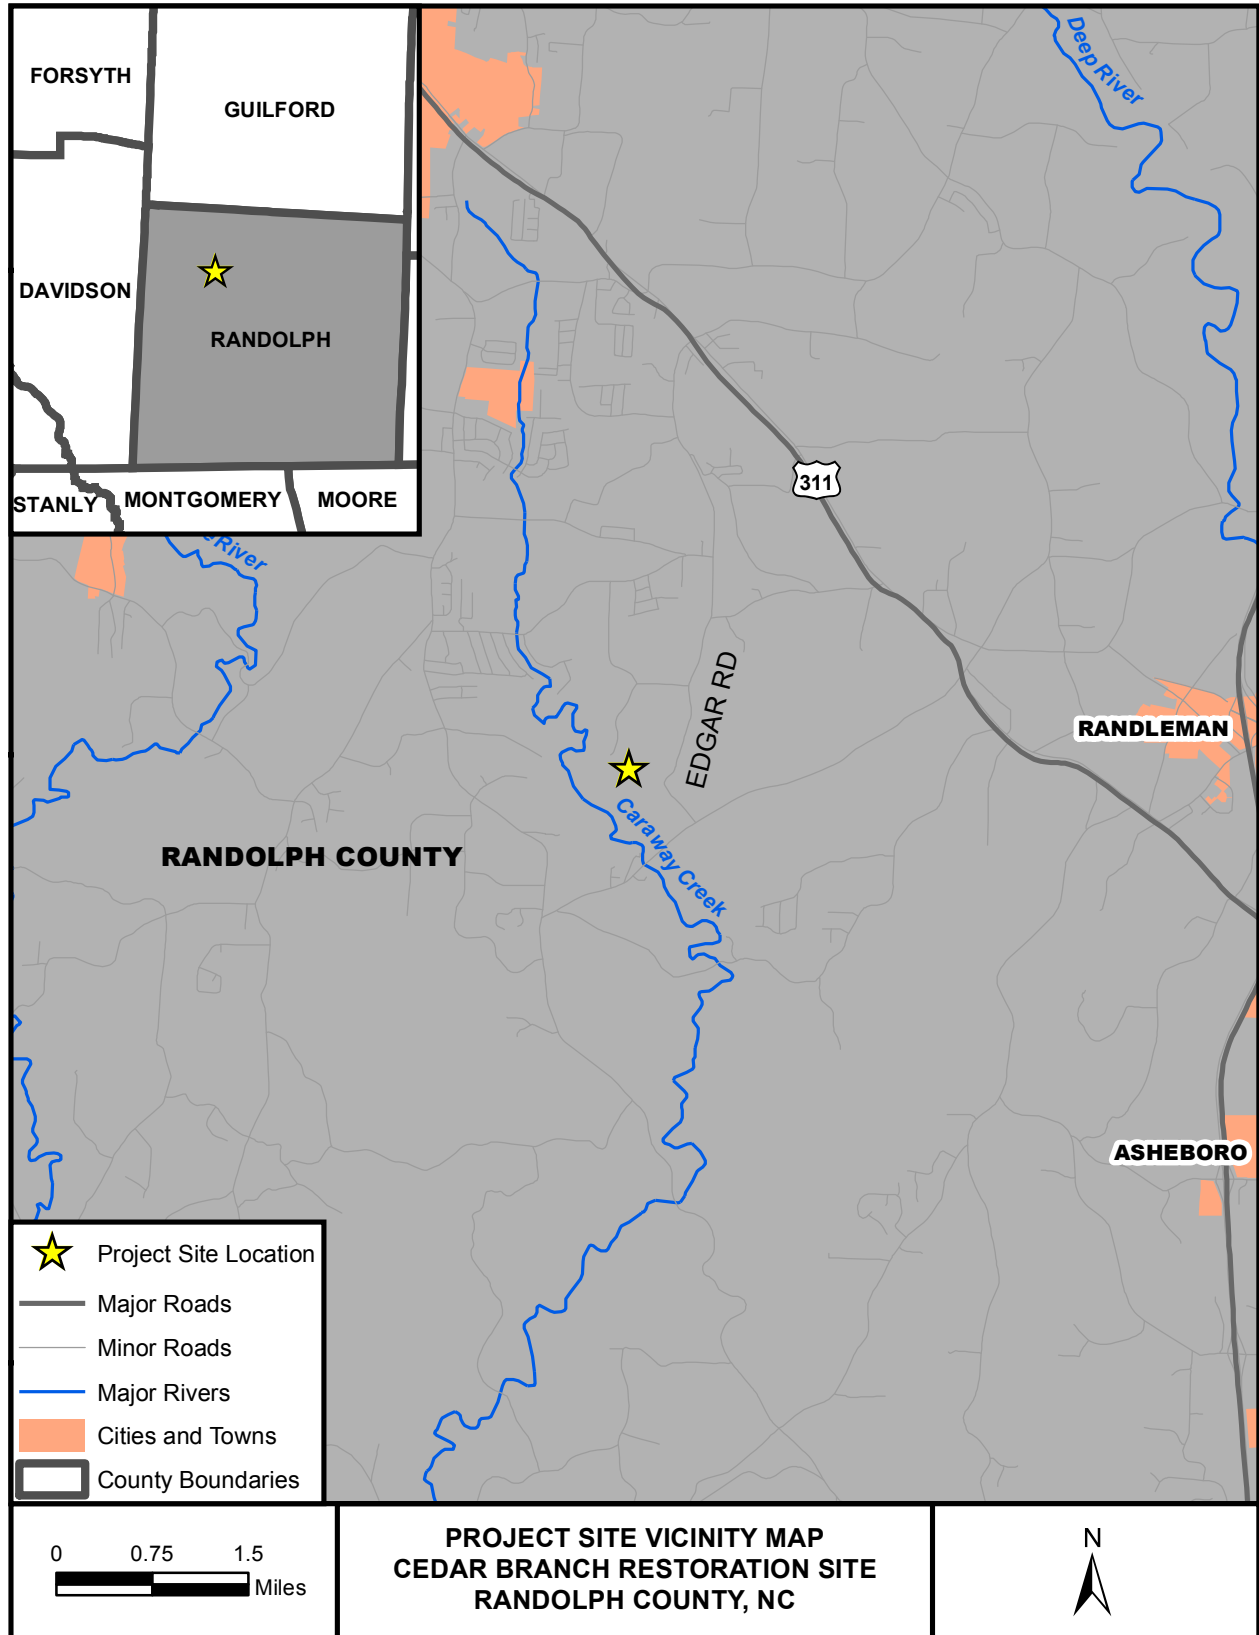 FORSYTH
GUILFORD
DAVIDSON
RANDOLPH
STANLY
MONTGOMERY
MOORE
Deep River
River
311
EDGAR RD
RANDLEMAN
Caraway Creek
RANDOLPH COUNTY
ASHEBORO
Project Site Location
Major Roads
Minor Roads
Major Rivers
Cities and Towns
County Boundaries
0 0.75 1.5
Miles
PROJECT SITE VICINITY MAP
CEDAR BRANCH RESTORATION SITE
RANDOLPH COUNTY, NC
N